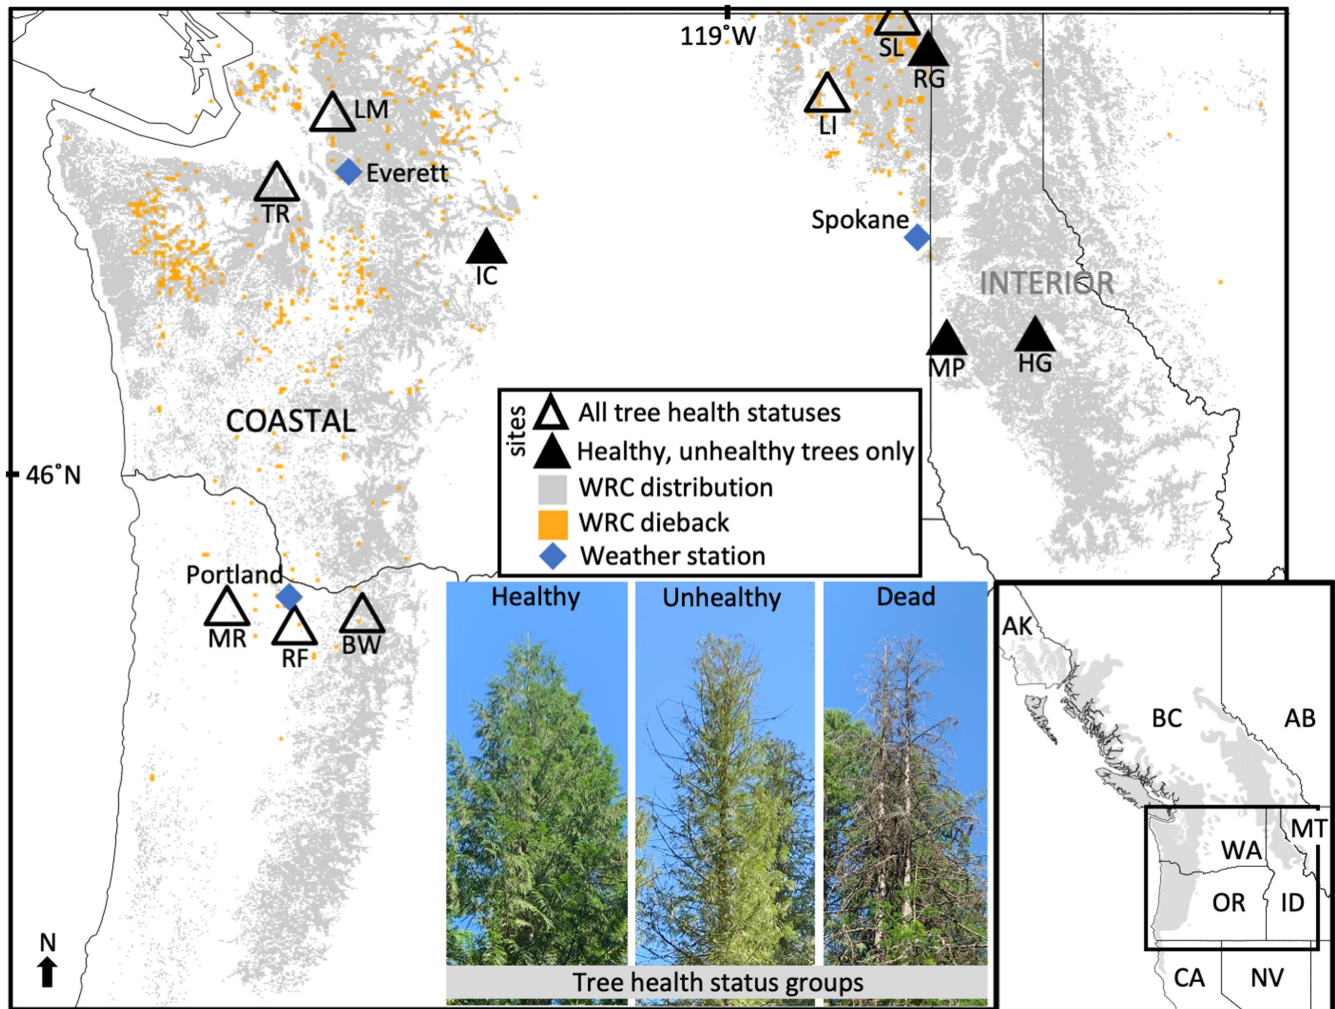 119°W
SL
RG
LM
LI
Everett
TR
Spokane
IC
INTERIOR
MP
HG
COASTAL
sites
All tree health statuses
Healthy, unhealthy trees only
WRC distribution
WRC dieback
Weather station
46°N
Portland
MR
RF
BW
Healthy
Unhealthy
Dead
Tree health status groups
N
AK
BC
AB
MT
WA
OR
ID
CA
NV